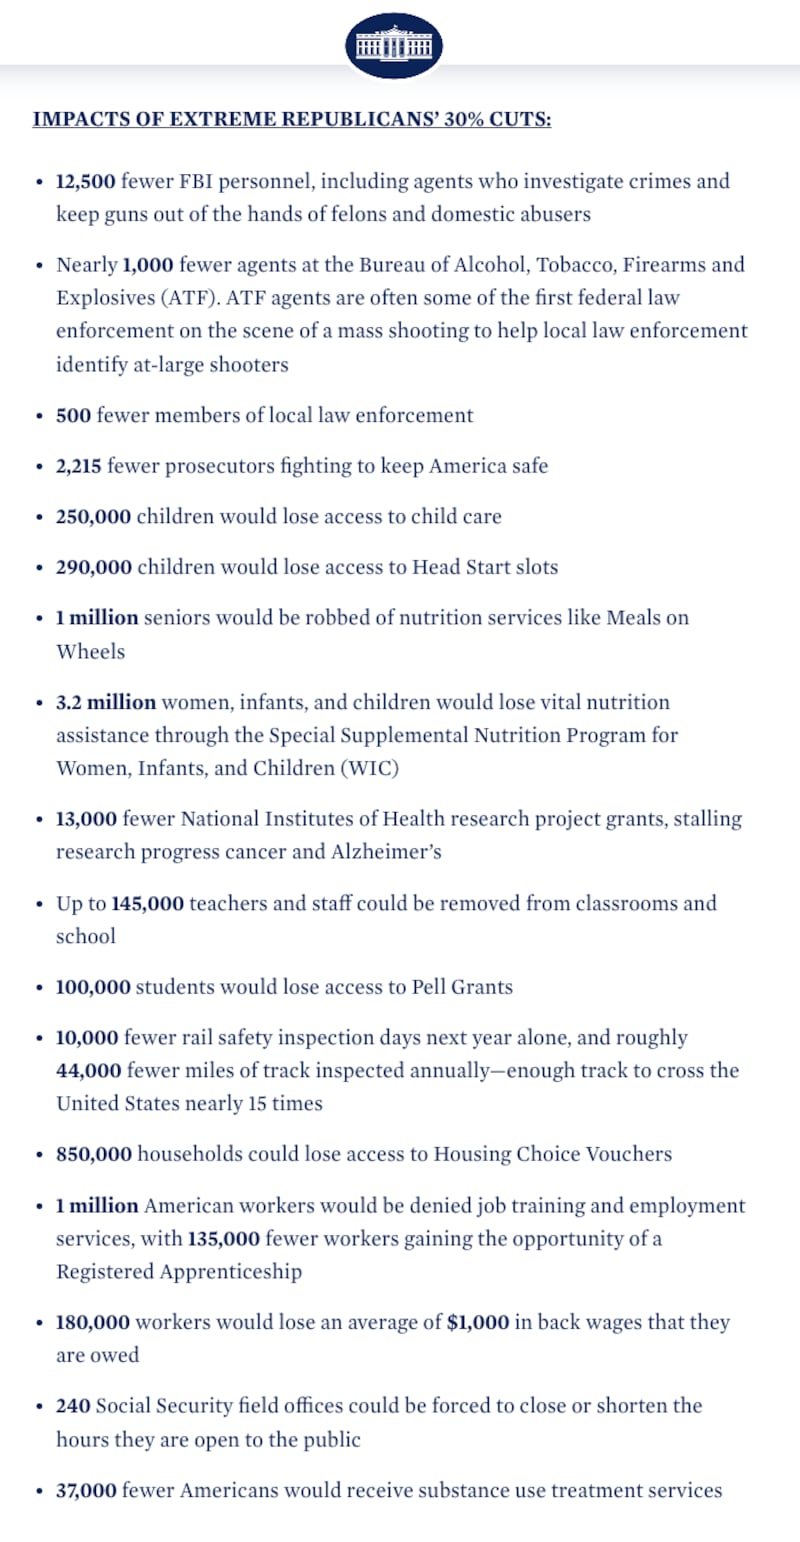 IMPACTS OF EXTREME REPUBLICANS’ 30% CUTS:
• 12,500 fewer FBI personnel, including agents who investigate crimes and
keep guns out of the hands of felons and domestic abusers
• Nearly 1,000 fewer agents at the Bureau of Alcohol, Tobacco, Firearms and
Explosives (ATF). ATF agents are often some of the first federal law
enforcement on the scene of a mass shooting to help local law enforcement
identify at-large shooters
• 500 fewer members of local law enforcement
• 2,215 fewer prosecutors fighting to keep America safe
• 250,000 children would lose access to child care
• 290,000 children would lose access to Head Start slots
• 1 million seniors would be robbed of nutrition services like Meals on
Wheels
• 3.2 million women, infants, and children would lose vital nutrition
assistance through the Special Supplemental Nutrition Program for
Women, Infants, and Children (WIC)
• 13,000 fewer National Institutes of Health research project grants, stalling
research progress cancer and Alzheimer’s
• Up to 145,000 teachers and staff could be removed from classrooms and
school
• 100,000 students would lose access to Pell Grants
• 10,000 fewer rail safety inspection days next year alone, and roughly
44,000 fewer miles of track inspected annually—enough track to cross the
United States nearly 15 times
• 850,000 households could lose access to Housing Choice Vouchers
• 1 million American workers would be denied job training and employment
services, with 135,000 fewer workers gaining the opportunity of a
Registered Apprenticeship
• 180,000 workers would lose an average of $1,000 in back wages that they
are owed
• 240 Social Security field offices could be forced to close or shorten the
hours they are open to the public
• 37,000 fewer Americans would receive substance use treatment services